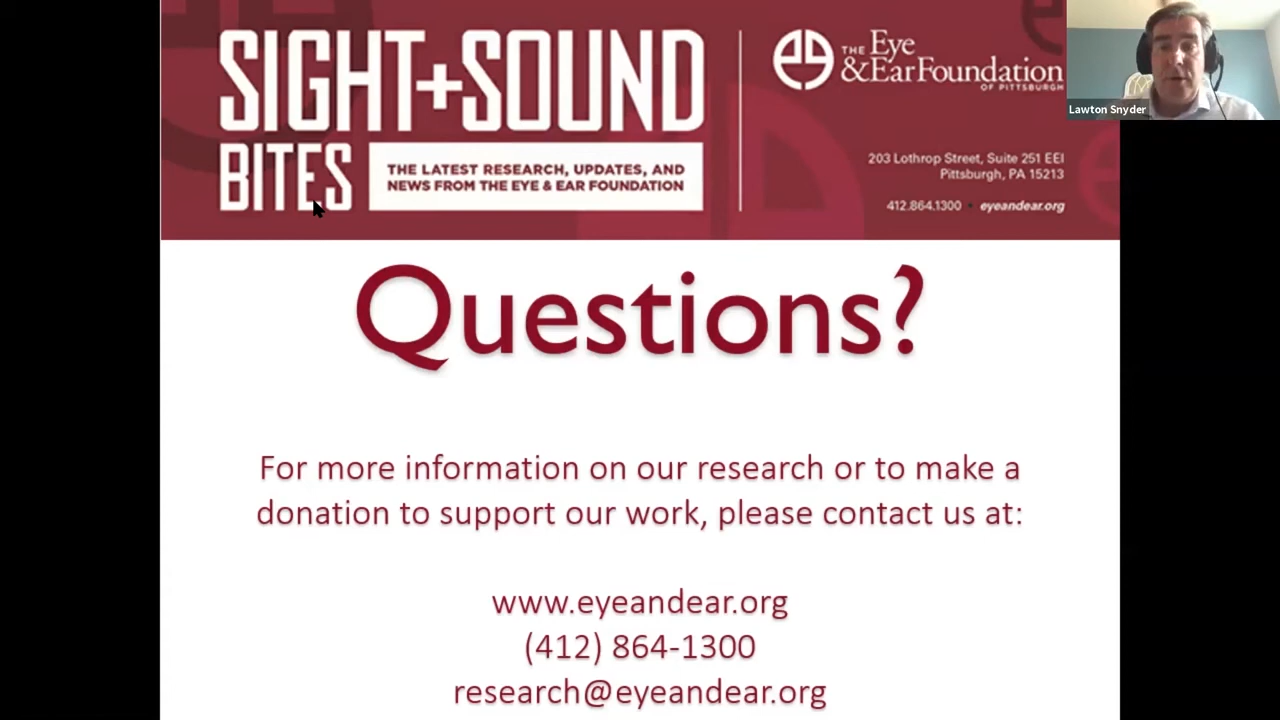 SIGHT+SOUND
BITES
THE LATEST RESEARCH, UPDATES, AND
NEWS FROM THE EYE & EAR FOUNDATION
THE Eye
&EarFoundation
OF PITTSBURGH
203 Lothrop Street, Suite 251 EEI
Pittsburgh, PA 15213
412.864.1300 • eyeandear.org
Lawton Snyder
Questions?
For more information on our research or to make a
donation to support our work, please contact us at:
www.eyeandear.org
(412) 864-1300
research@eyeandear.org